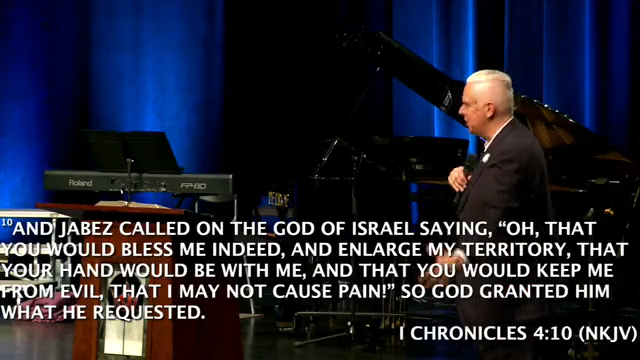 Roland
FP-80
¹⁰AND JABEZ CALLED ON THE GOD OF ISRAEL SAYING, “OH, THAT
YOU WOULD BLESS ME INDEED, AND ENLARGE MY TERRITORY, THAT
YOUR HAND WOULD BE WITH ME, AND THAT YOU WOULD KEEP ME
FROM EVIL, THAT I MAY NOT CAUSE PAIN!” SO GOD GRANTED HIM
WHAT HE REQUESTED.
I CHRONICLES 4:10 (NKJV)